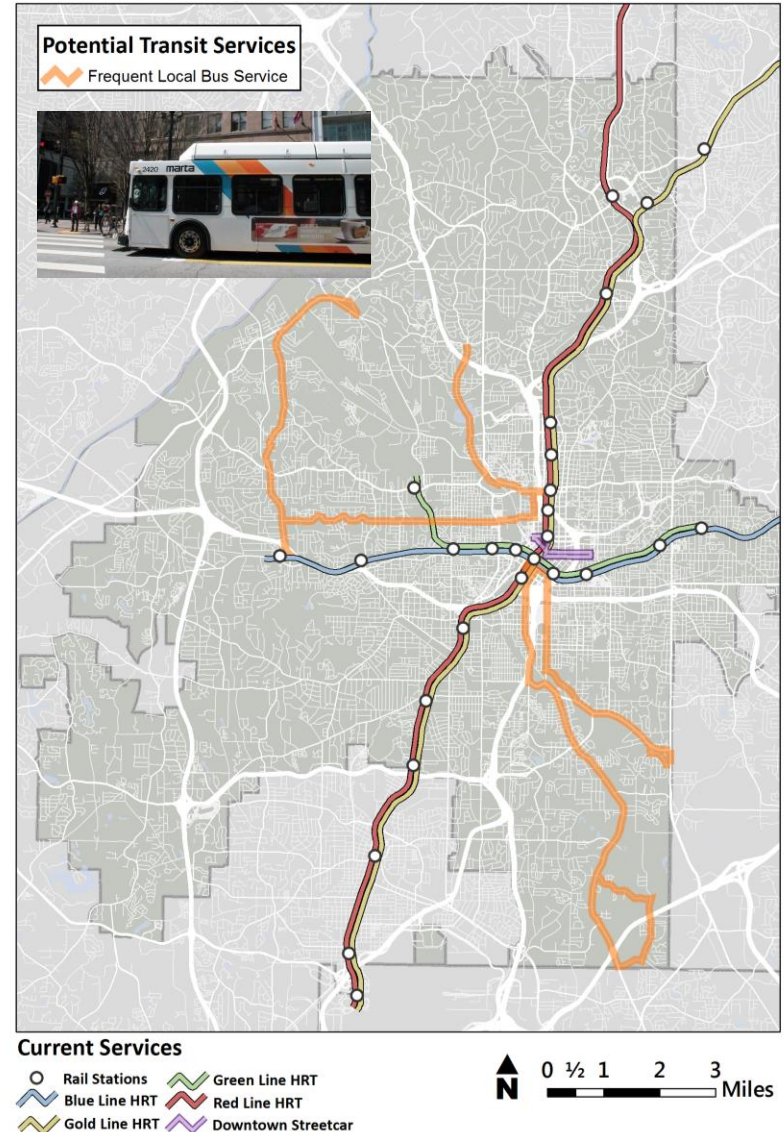 Potential Transit Services
Frequent Local Bus Service
2420 marta
Current Services
Rail Stations
Green Line HRT
Blue Line HRT
Red Line HRT
Gold Line HRT
Downtown Streetcar
N
0 ½ 1 2 3 Miles